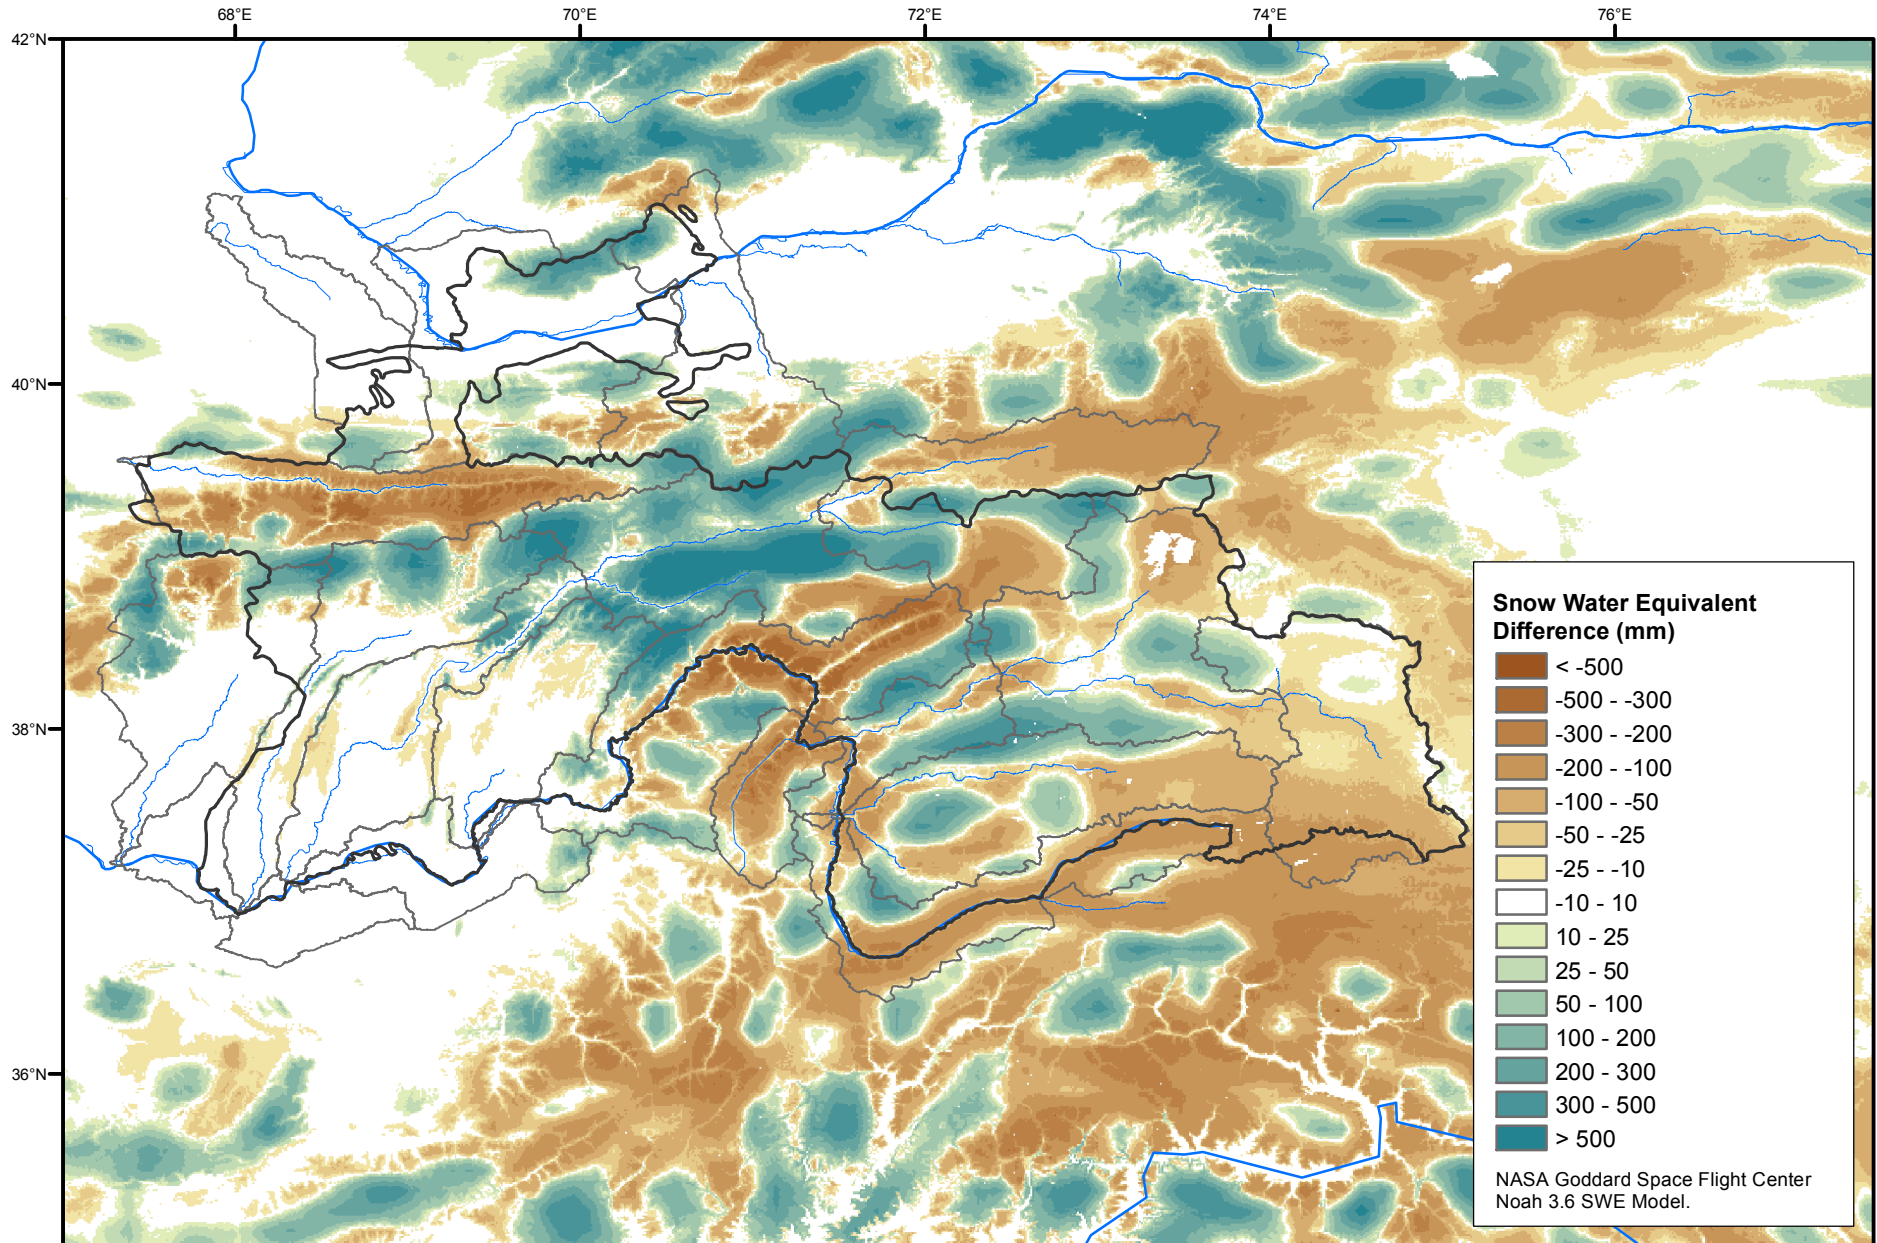 68°E 70°E 72°E 74°E 76°E
42°N
40°N
38°N
36°N
Snow Water Equivalent
Difference (mm)
< -500
-500 - -300
-300 - -200
-200 - -100
-100 - -50
-50 - -25
-25 - -10
-10 - 10
10 - 25
25 - 50
50 - 100
100 - 200
200 - 300
300 - 500
> 500
NASA Goddard Space Flight Center
Noah 3.6 SWE Model.